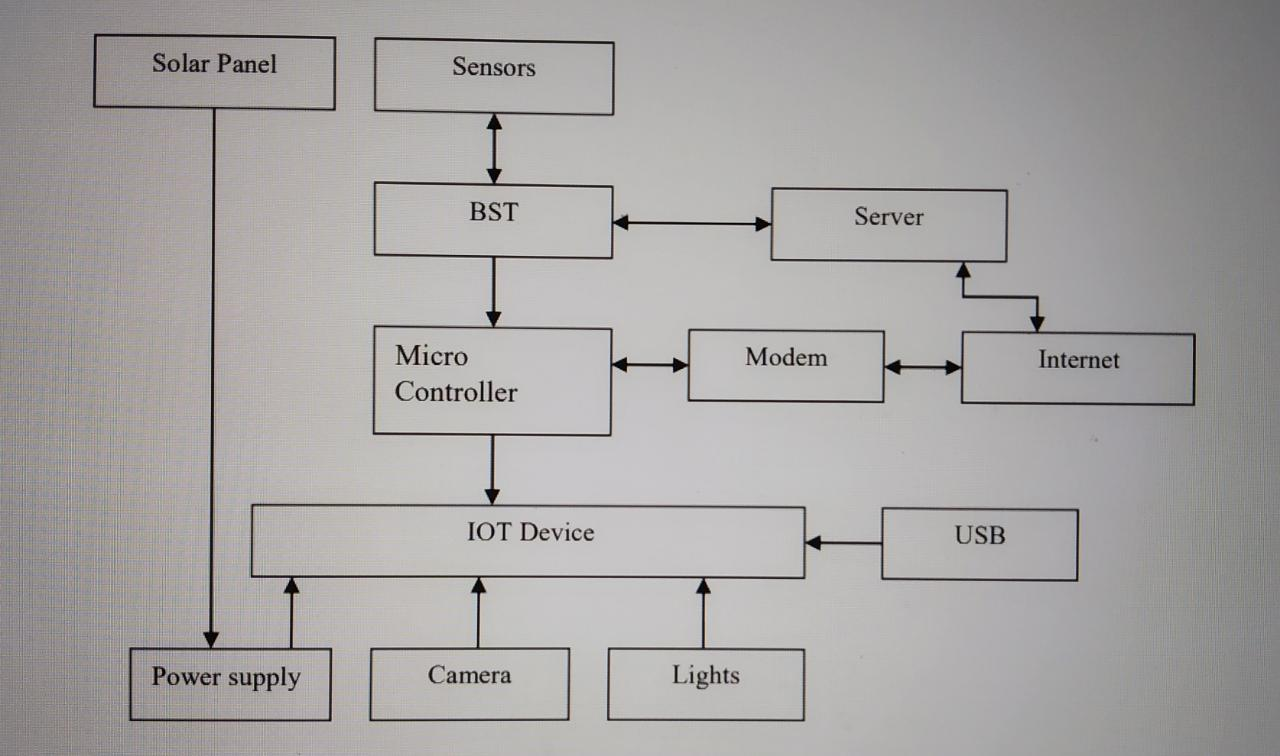 Solar Panel
Sensors
BST
Server
Micro
Controller
Modem
Internet
IOT Device
USB
Power supply
Camera
Lights